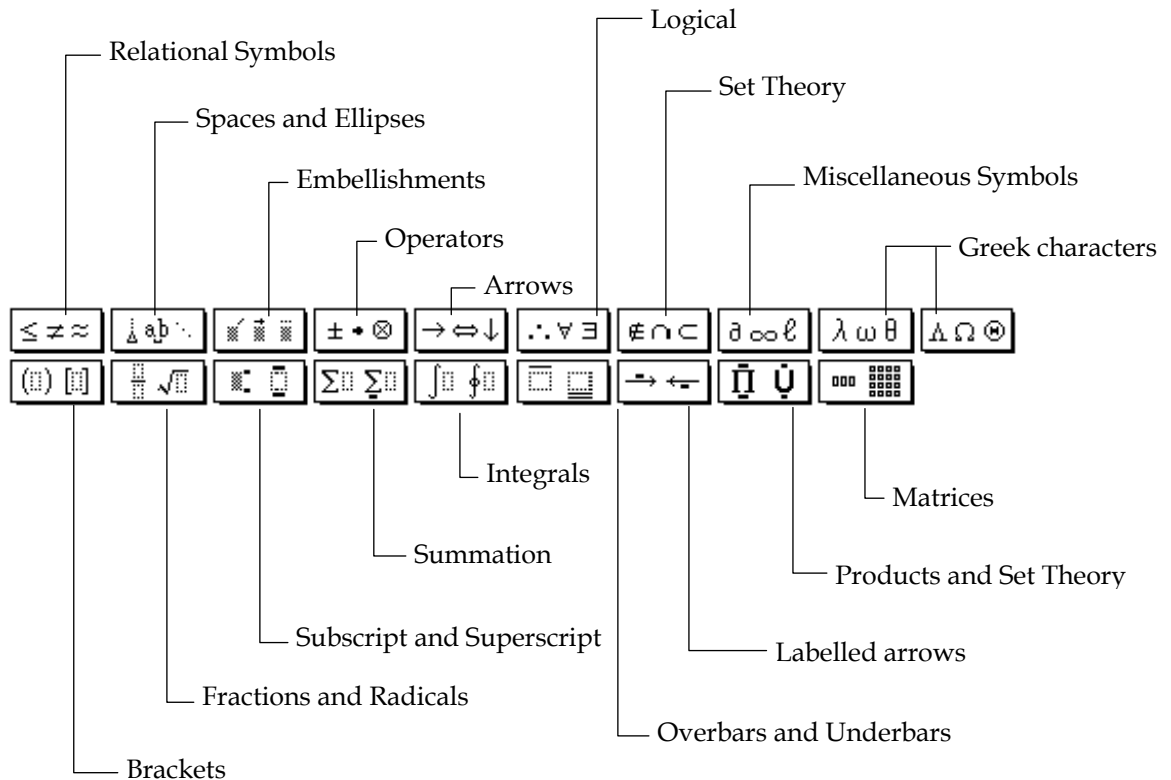 Logical
Relational Symbols
Set Theory
Spaces and Ellipses
Embellishments
Miscellaneous Symbols
Operators
Greek characters
Arrows
≤ ≠ ≈ ab ⋱ ± • ⊗ → ⇔ ↓ ∴ ∀ ∃ ∉ ∩ ⊂ ∂ ∞ ℓ λ ω θ Λ Ω Θ
( ) [ ] √ Σ Σ ∫ ∮ → ← Π Ụ̇
Integrals
Matrices
Summation
Products and Set Theory
Subscript and Superscript
Labelled arrows
Fractions and Radicals
Overbars and Underbars
Brackets